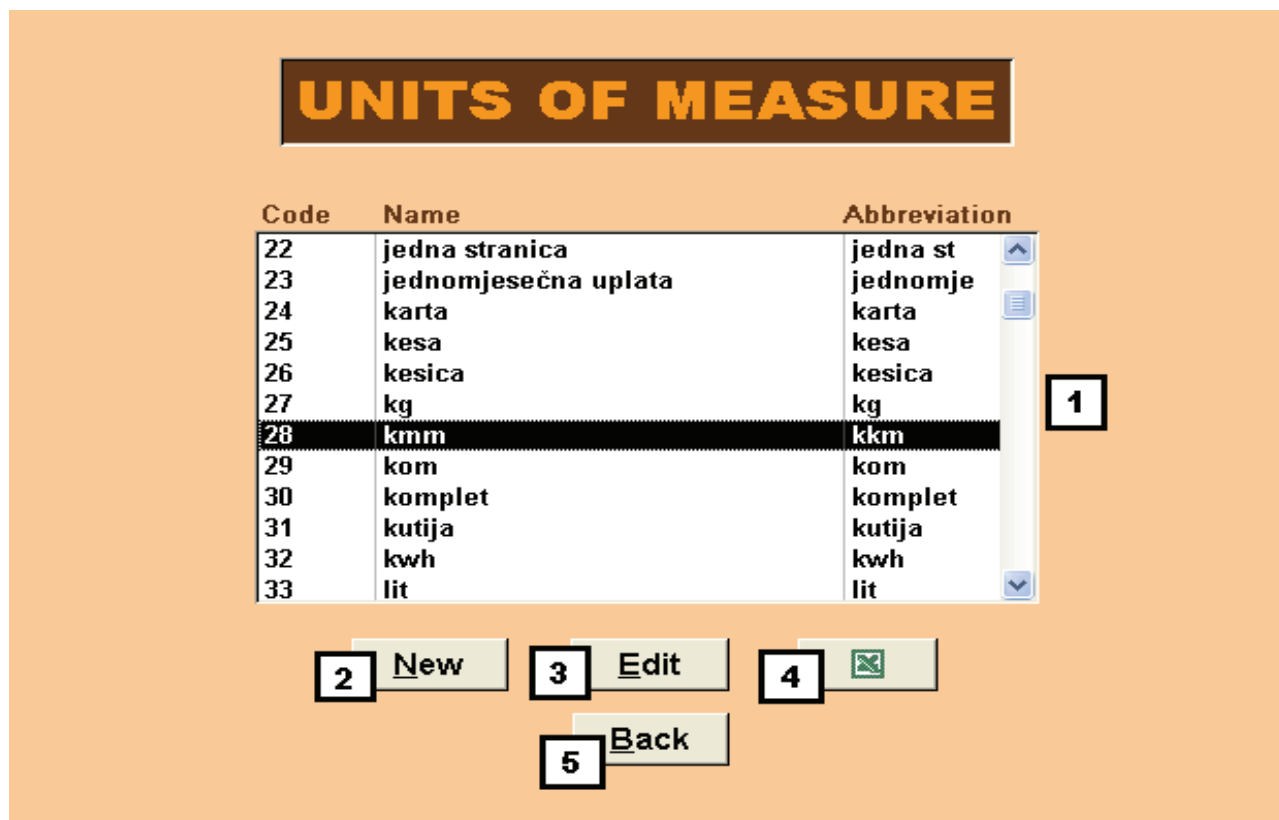 UNITS OF MEASURE
Code Name Abbreviation
22 jedna stranica jedna st
23 jednomjesečna uplata jednomje
24 karta karta
25 kesa kesa
26 kesica kesica
27 kg kg
1
28 kmm kkm
29 kom kom
30 komplet komplet
31 kutija kutija
32 kwh kwh
33 lit lit
2 New 3 Edit 4
5 Back